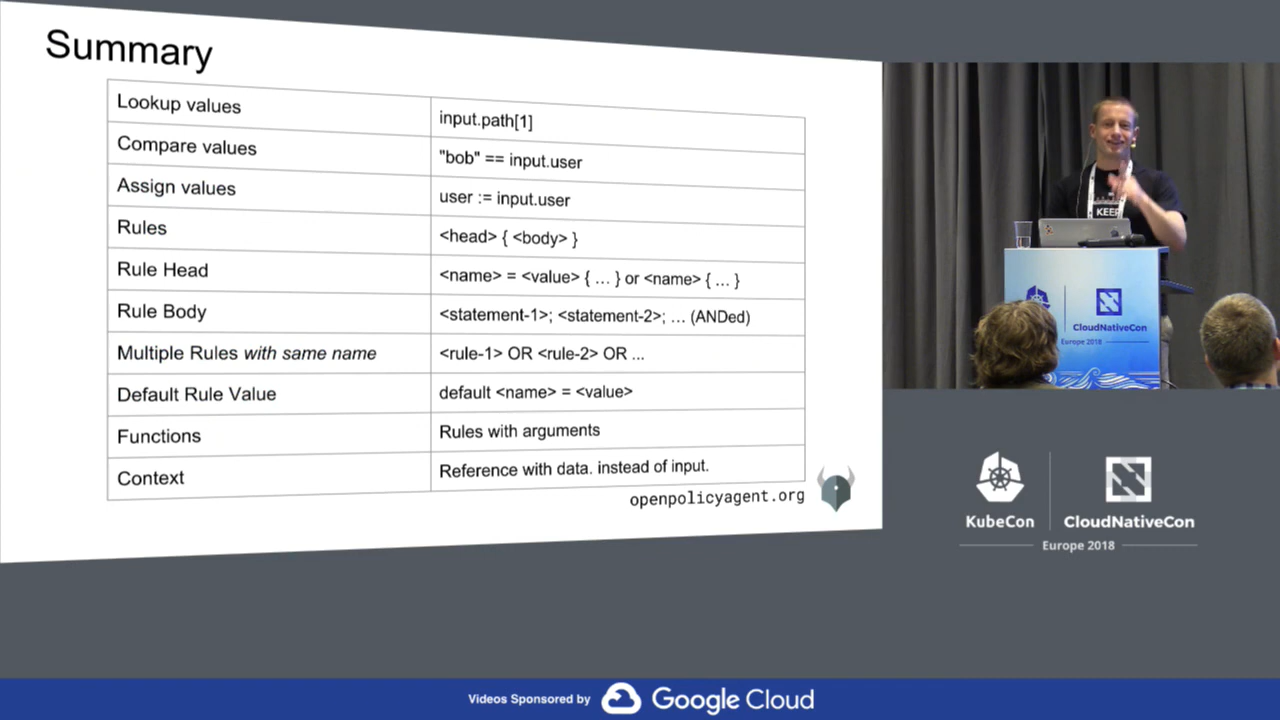 Summary
Lookup values
input.path[1]
Compare values
"bob" == input.user
Assign values
user := input.user
Rules
<head> { <body> }
Rule Head
<name> = <value> { … } or <name> { … }
Rule Body
<statement-1>; <statement-2>; … (ANDed)
Multiple Rules with same name
<rule-1> OR <rule-2> OR ...
Default Rule Value
default <name> = <value>
Functions
Rules with arguments
Context
Reference with data. instead of input.
openpolicyagent.org
KEEP
CloudNativeCon
Europe 2018
KubeCon
CloudNativeCon
Europe 2018
Videos Sponsored by
Google Cloud